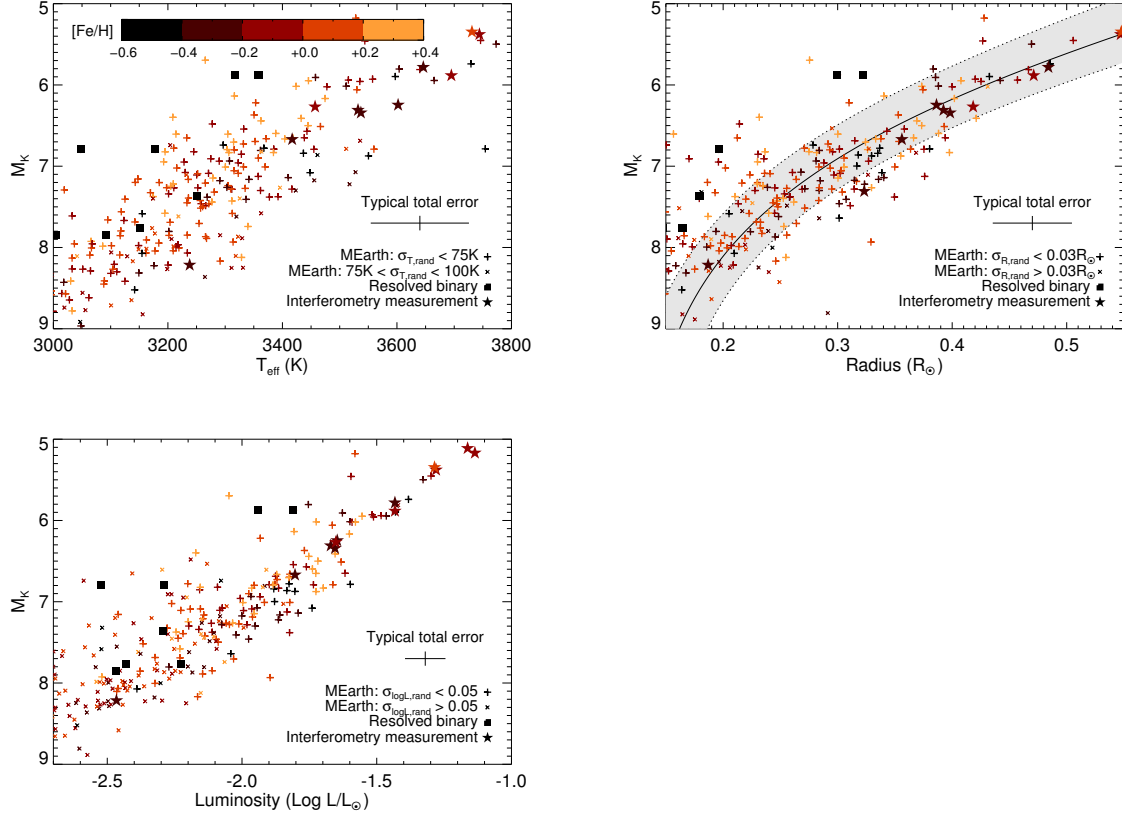 [Fe/H]
−0.6 −0.4 −0.2 +0.0 +0.2 +0.4
5
6
M_K
7
8
9
Typical total error
MEarth: σ_T,rand < 75K
MEarth: 75K < σ_T,rand < 100K
Resolved binary
Interferometry measurement
3000 3200 3400 3600 3800
T_eff (K)
5
6
M_K
7
8
9
Typical total error
MEarth: σ_R,rand < 0.03R_⊙
MEarth: σ_R,rand > 0.03R_⊙
Resolved binary
Interferometry measurement
0.2 0.3 0.4 0.5
Radius (R_⊙)
5
6
M_K
7
8
9
Typical total error
MEarth: σ_logL,rand < 0.05
MEarth: σ_logL,rand > 0.05
Resolved binary
Interferometry measurement
-2.5 -2.0 -1.5 -1.0
Luminosity (Log L/L_⊙)